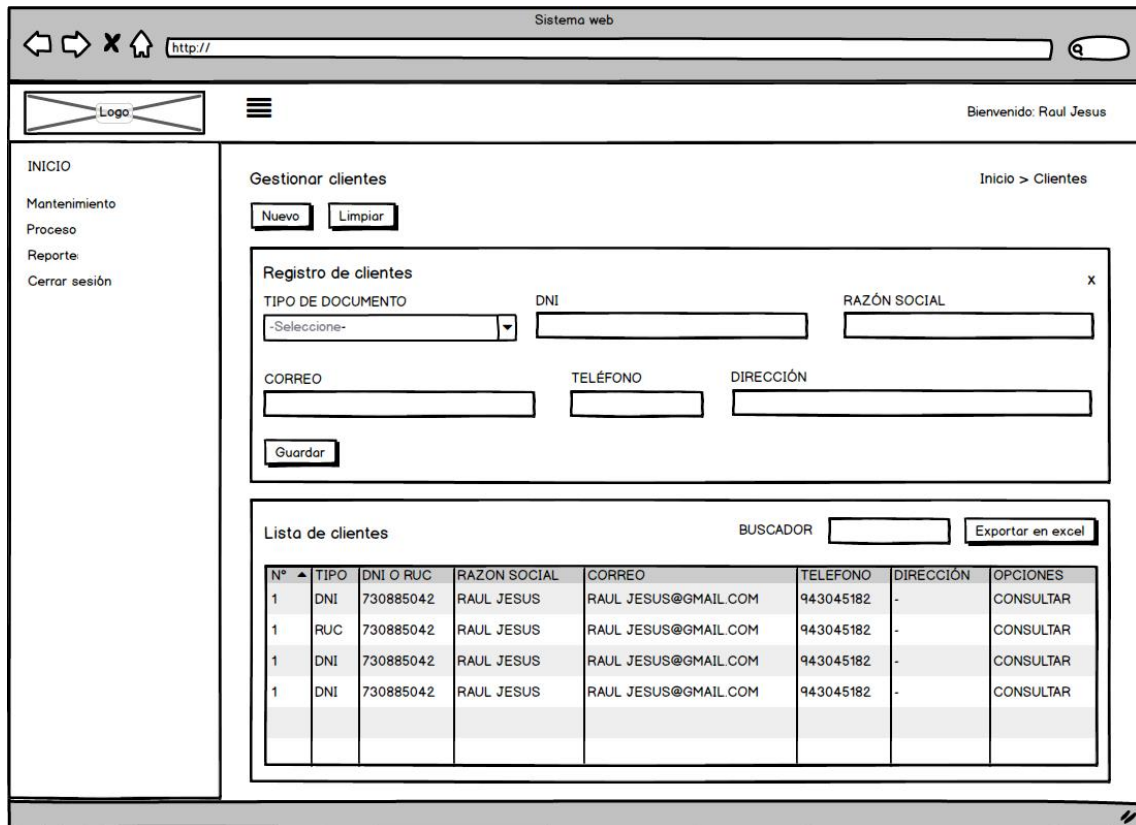 Sistema web
http://
Logo
Bienvenido: Raul Jesus
INICIO
Mantenimiento
Proceso
Reporte
Cerrar sesión
Gestionar clientes
Inicio > Clientes
Nuevo Limpiar
Registro de clientes
x
TIPO DE DOCUMENTO DNI RAZÓN SOCIAL
-Seleccione-
CORREO TELÉFONO DIRECCIÓN
Guardar
Lista de clientes BUSCADOR Exportar en excel
N° TIPO DNI O RUC RAZON SOCIAL CORREO TELEFONO DIRECCIÓN OPCIONES
1 DNI 730885042 RAUL JESUS RAUL JESUS@GMAIL.COM 943045182 - CONSULTAR
1 RUC 730885042 RAUL JESUS RAUL JESUS@GMAIL.COM 943045182 - CONSULTAR
1 DNI 730885042 RAUL JESUS RAUL JESUS@GMAIL.COM 943045182 - CONSULTAR
1 DNI 730885042 RAUL JESUS RAUL JESUS@GMAIL.COM 943045182 - CONSULTAR